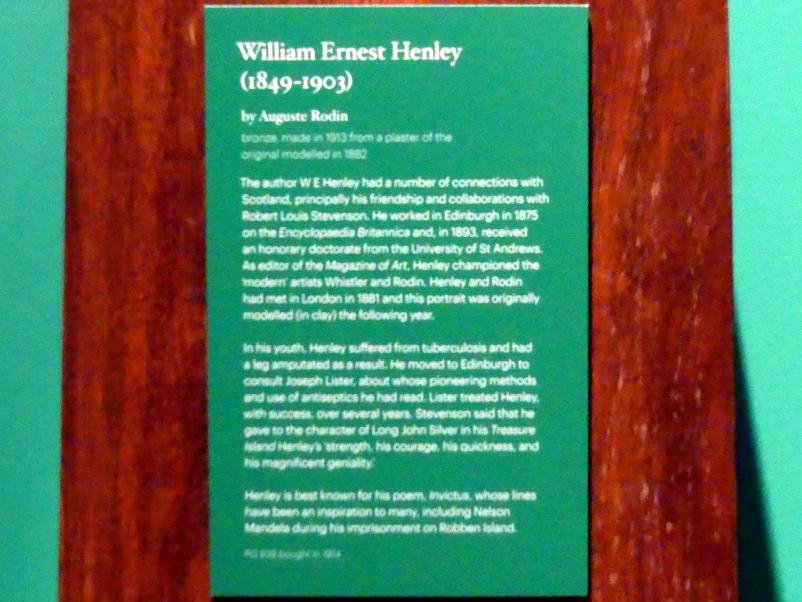 William Ernest Henley
(1849-1903)
by Auguste Rodin
bronze, made in 1913 from a plaster of the
original modelled in 1882
The author W E Henley had a number of connections with
Scotland, principally his friendship and collaborations with
Robert Louis Stevenson. He worked in Edinburgh in 1875
on the Encyclopaedia Britannica and, in 1893, received
an honorary doctorate from the University of St Andrews.
As editor of the Magazine of Art, Henley championed the
'modern' artists Whistler and Rodin. Henley and Rodin
had met in London in 1881 and this portrait was originally
modelled (in clay) the following year.
In his youth, Henley suffered from tuberculosis and had
a leg amputated as a result. He moved to Edinburgh to
consult Joseph Lister, about whose pioneering methods
and use of antiseptics he had read. Lister treated Henley,
with success, over several years. Stevenson said that he
gave to the character of Long John Silver in his Treasure
Island Henley's 'strength, his courage, his quickness, and
his magnificent geniality.'
Henley is best known for his poem, Invictus, whose lines
have been an inspiration to many, including Nelson
Mandela during his imprisonment on Robben Island.
PG 838 bought in 1914